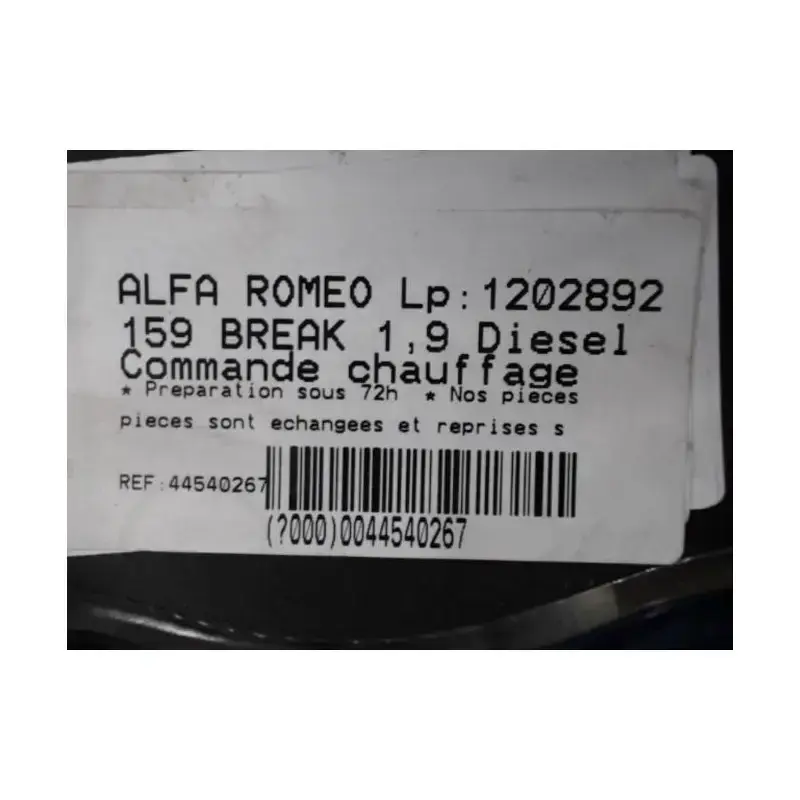 ALFA ROMEO Lp:1202892
159 BREAK 1,9 Diesel
Commande chauffage
* Preparation sous 72h * Nos pieces
pieces sont echangees et reprises s
REF:44540267
(?000)0044540267